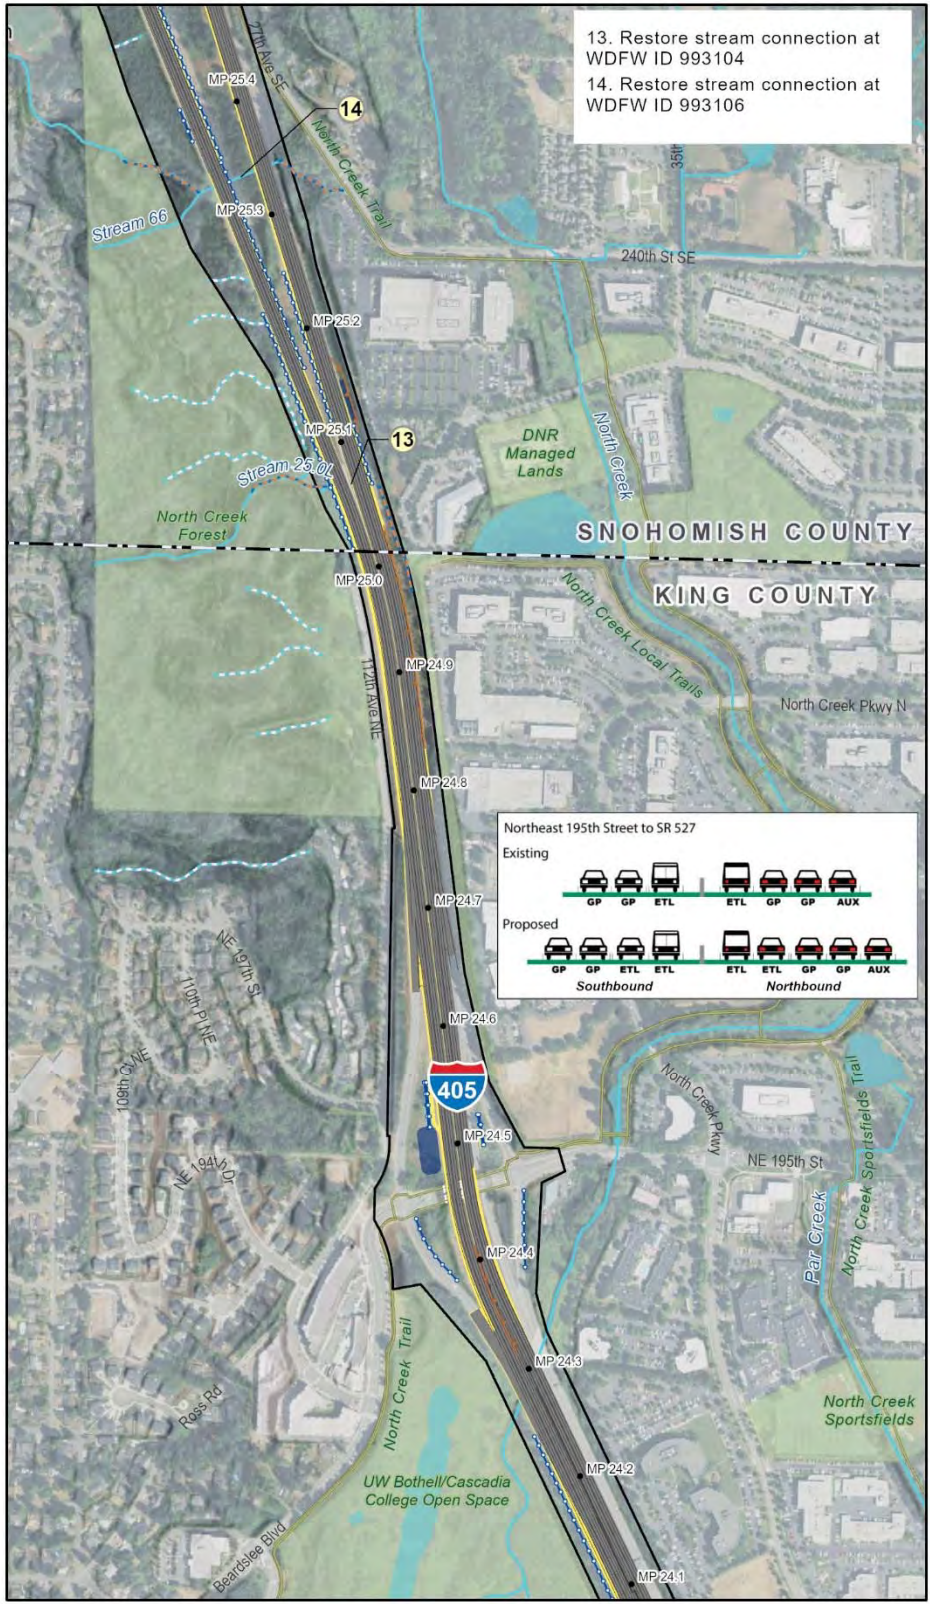 13. Restore stream connection at
WDFW ID 993104
14. Restore stream connection at
WDFW ID 993106
27th Ave SE
MP 25.4
14
North Creek Trail
35th
MP 25.3
Stream 66
240th St SE
MP 25.2
MP 25.1
13
North Creek
DNR
Managed
Lands
Stream 25.0L
North Creek
Forest
SNOHOMISH COUNTY
KING COUNTY
MP 25.0
North Creek Local Trails
112th Ave NE
MP 24.9
North Creek Pkwy N
MP 24.8
Northeast 195th Street to SR 527
Existing
GP GP ETL ETL GP GP AUX
Proposed
GP GP ETL ETL ETL ETL GP GP AUX
Southbound Northbound
MP 24.7
NE 197th St
110th Pl NE
109th Ct NE
MP 24.6
405
North Creek Pkwy
North Creek Sportsfields Trail
MP 24.5
NE 195th St
NE 194th Dr
Par Creek
MP 24.4
MP 24.3
North Creek Trail
Ross Rd
North Creek
Sportsfields
MP 24.2
UW Bothell/Cascadia
College Open Space
Beardslee Blvd
MP 24.1